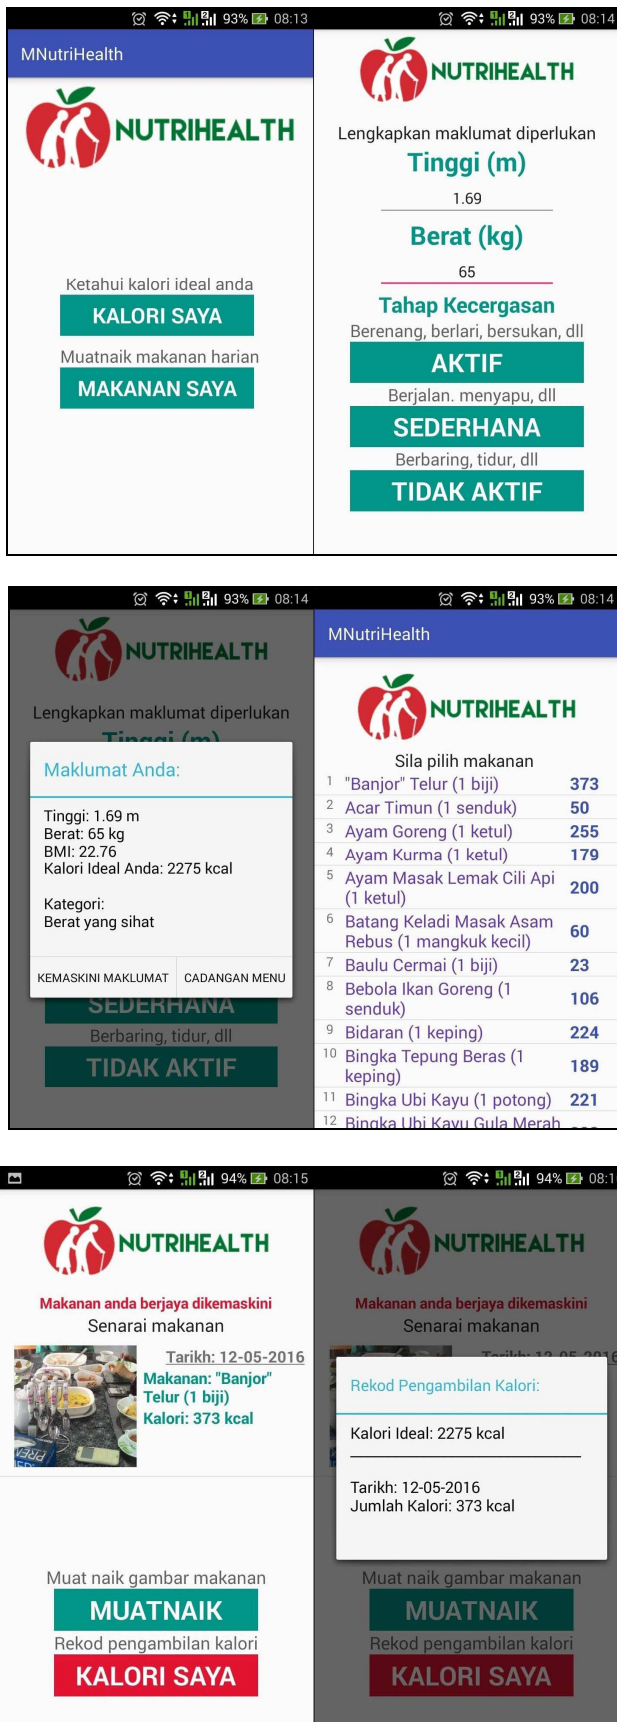 93% 08:13
MNutriHealth
NUTRIHEALTH
Ketahui kalori ideal anda
KALORI SAYA
Muatnaik makanan harian
MAKANAN SAYA
93% 08:14
NUTRIHEALTH
Lengkapkan maklumat diperlukan
Tinggi (m)
1.69
Berat (kg)
65
Tahap Kecergasan
Berenang, berlari, bersukan, dll
AKTIF
Berjalan. menyapu, dll
SEDERHANA
Berbaring, tidur, dll
TIDAK AKTIF
93% 08:14
NUTRIHEALTH
Lengkapkan maklumat diperlukan
Tinggi (m)
Maklumat Anda:
Tinggi: 1.69 m
Berat: 65 kg
BMI: 22.76
Kalori Ideal Anda: 2275 kcal
Kategori:
Berat yang sihat
KEMASKINI MAKLUMAT CADANGAN MENU
SEDERHANA
Berbaring, tidur, dll
TIDAK AKTIF
93% 08:14
MNutriHealth
NUTRIHEALTH
Sila pilih makanan
1 "Banjor" Telur (1 biji) 373
2 Acar Timun (1 senduk) 50
3 Ayam Goreng (1 ketul) 255
4 Ayam Kurma (1 ketul) 179
5 Ayam Masak Lemak Cili Api
(1 ketul) 200
6 Batang Keladi Masak Asam
Rebus (1 mangkuk kecil) 60
7 Baulu Cermai (1 biji) 23
8 Bebola Ikan Goreng (1
senduk) 106
9 Bidaran (1 keping) 224
10 Bingka Tepung Beras (1
keping) 189
11 Bingka Ubi Kayu (1 potong) 221
12 Bingka Ubi Kayu Gula Merah
94% 08:15
NUTRIHEALTH
Makanan anda berjaya dikemaskini
Senarai makanan
Tarikh: 12-05-2016
Makanan: "Banjor"
Telur (1 biji)
Kalori: 373 kcal
Muat naik gambar makanan
MUATNAIK
Rekod pengambilan kalori
KALORI SAYA
94% 08:1
NUTRIHEALTH
Makanan anda berjaya dikemaskini
Senarai makanan
Tarikh: 12-05-2016
Rekod Pengambilan Kalori:
Kalori Ideal: 2275 kcal
Tarikh: 12-05-2016
Jumlah Kalori: 373 kcal
Muat naik gambar makanan
MUATNAIK
Rekod pengambilan kalori
KALORI SAYA